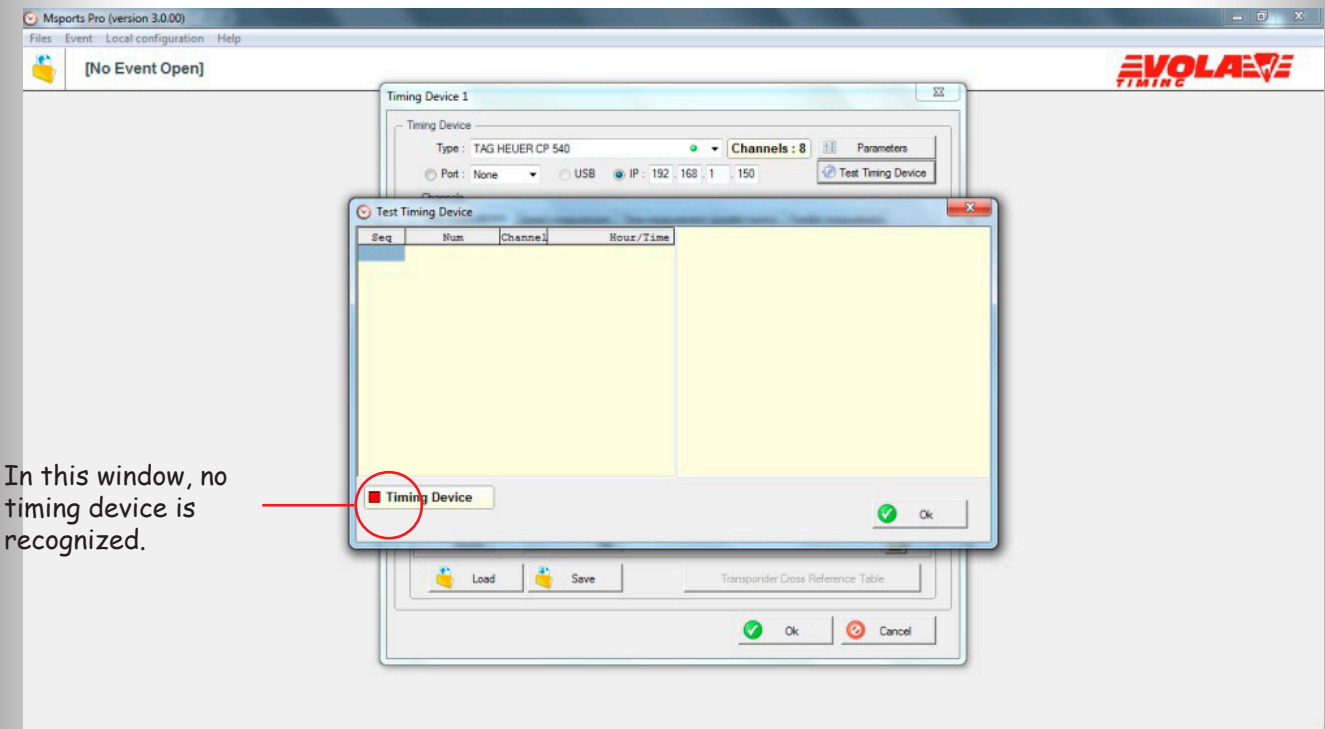 Msports Pro (version 3.0.00)
Files Event Local configuration Help
[No Event Open]
VOLA
TIMING
Timing Device 1
Timing Device
Type : TAG HEUER CP 540 Channels : 8 Parameters
Port : None USB IP : 192 . 168 . 1 . 150 Test Timing Device
Channels
Test Timing Device
Seq Num Channel Hour/Time
In this window, no
timing device is
recognized.
Timing Device
Ok
Load Save Transponder Cross Reference Table
Ok Cancel